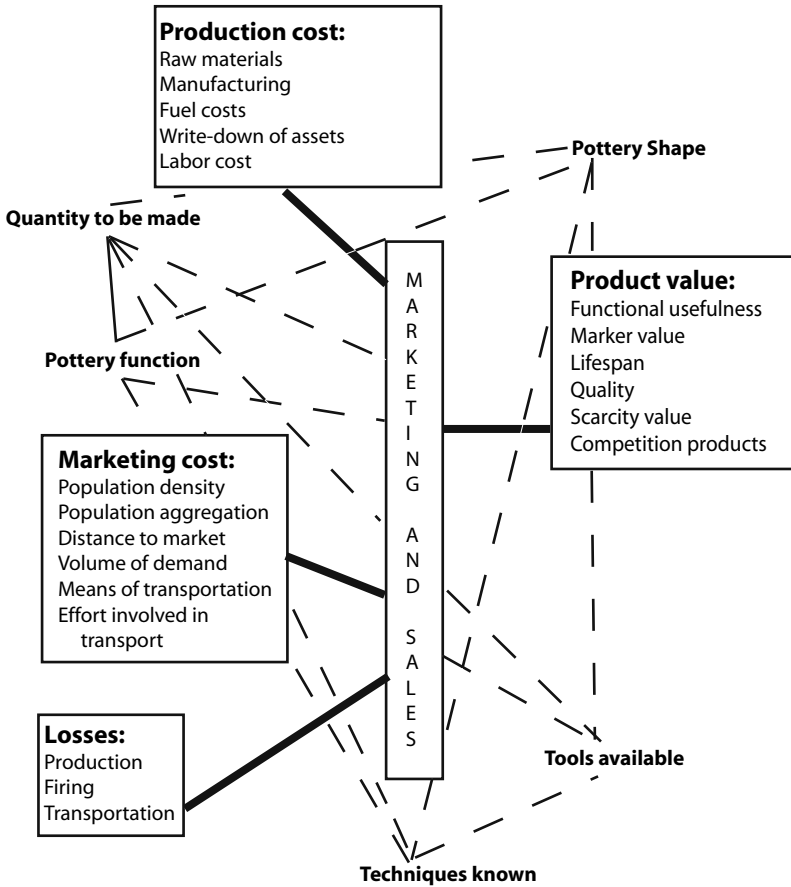 Production cost:
Raw materials
Manufacturing
Fuel costs
Write-down of assets
Labor cost
Pottery Shape
Quantity to be made
Product value:
Functional usefulness
Marker value
Lifespan
Quality
Scarcity value
Competition products
Pottery function
MARKETING AND SALES
Marketing cost:
Population density
Population aggregation
Distance to market
Volume of demand
Means of transportation
Effort involved in
transport
Losses:
Production
Firing
Transportation
Tools available
Techniques known